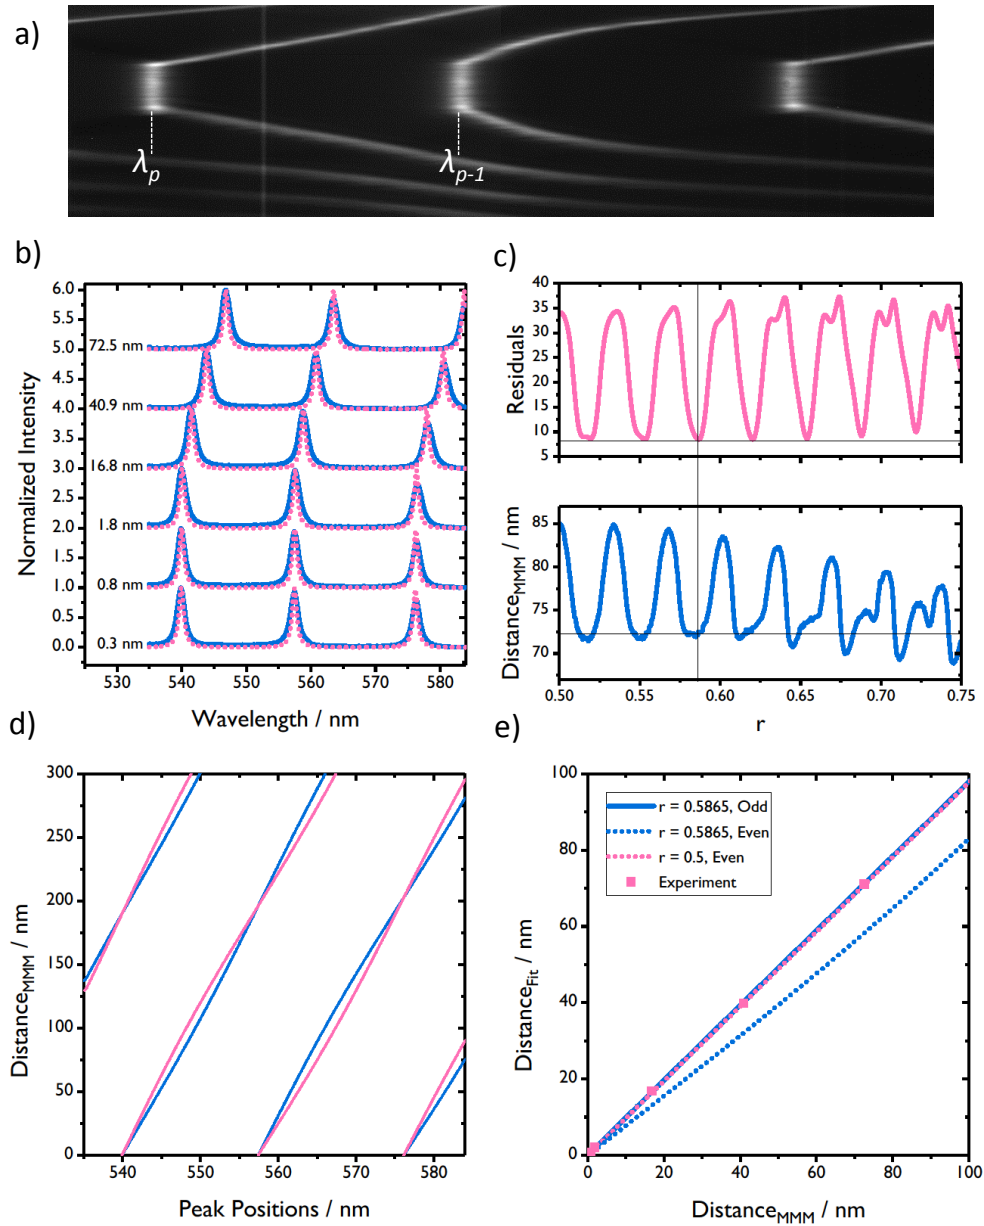 a)
λp
λp-1
b)
Normalized Intensity
6.0
5.5
5.0
4.5
4.0
3.5
3.0
2.5
2.0
1.5
1.0
0.5
0.0
72.5 nm
40.9 nm
16.8 nm
1.8 nm
0.8 nm
0.3 nm
530 540 550 560 570 580
Wavelength / nm
c)
Residuals
40
35
30
25
20
15
10
5
DistanceMMM / nm
85
80
75
70
0.50 0.55 0.60 0.65 0.70 0.75
r
d)
DistanceMMM / nm
300
250
200
150
100
50
0
540 550 560 570 580
Peak Positions / nm
e)
DistanceFit / nm
100
80
60
40
20
0
r = 0.5865, Odd
r = 0.5865, Even
r = 0.5, Even
Experiment
0 20 40 60 80 100
DistanceMMM / nm